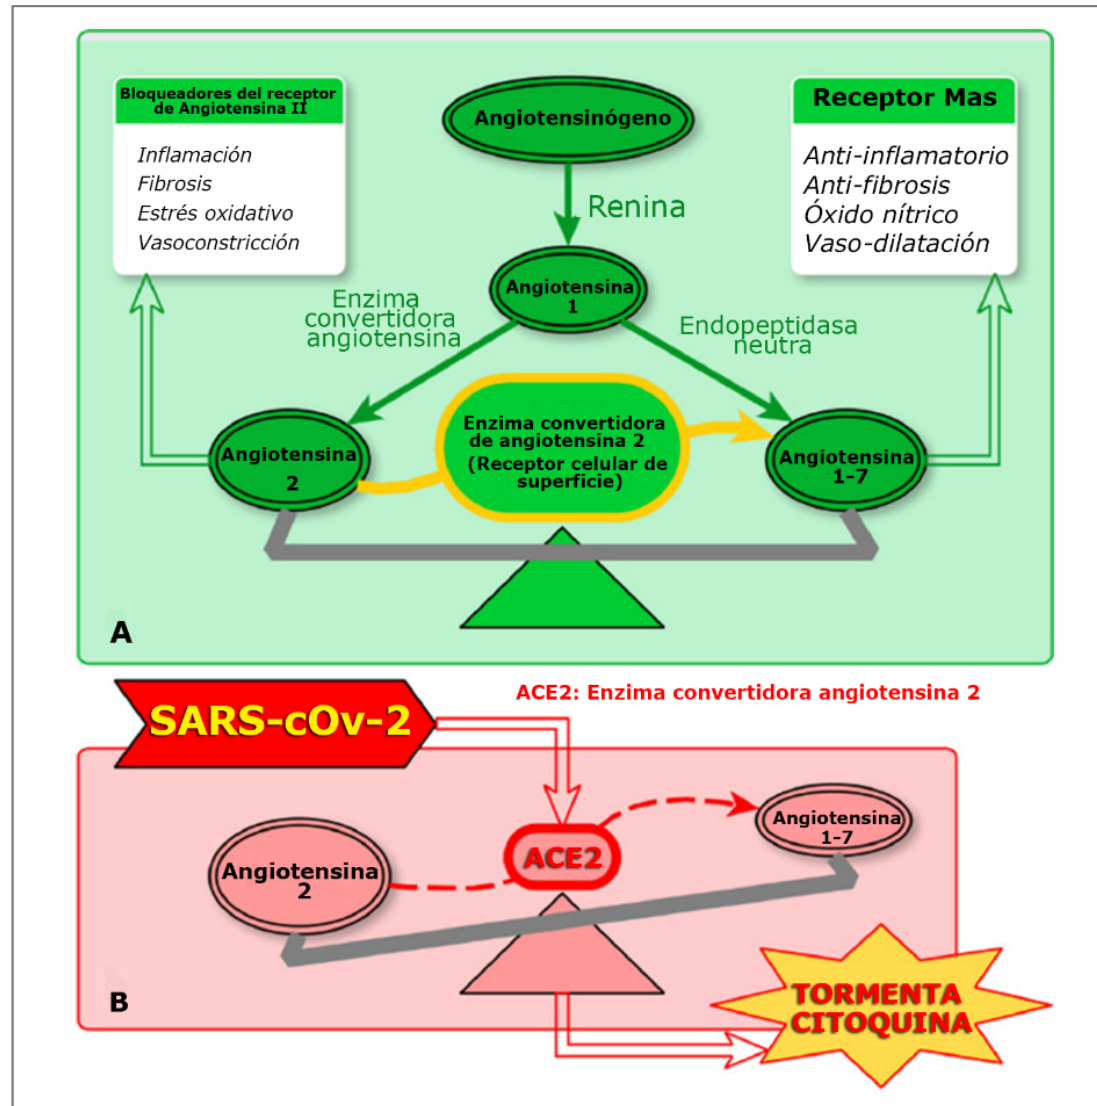 Bloqueadores del receptor
de Angiotensina II
Inflamación
Fibrosis
Estrés oxidativo
Vasoconstricción
Angiotensinógeno
Renina
Receptor Mas
Anti-inflamatorio
Anti-fibrosis
Óxido nítrico
Vaso-dilatación
Angiotensina
1
Enzima
convertidora
angiotensina
Endopeptidasa
neutra
Angiotensina
2
Enzima convertidora
de angiotensina 2
(Receptor celular de
superficie)
Angiotensina
1-7
A
ACE2: Enzima convertidora angiotensina 2
SARS-cOv-2
Angiotensina
2
ACE2
Angiotensina
1-7
B
TORMENTA
CITOQUINA